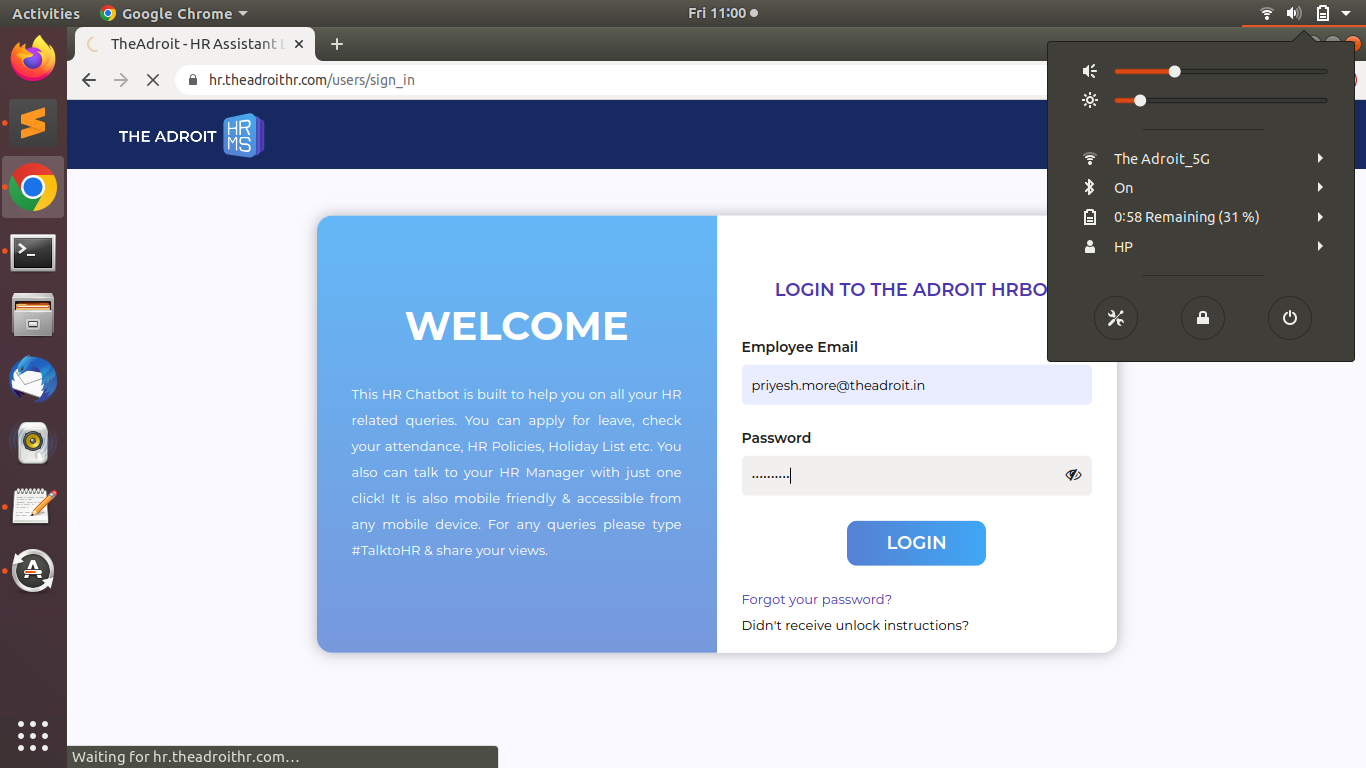 Activities
Google Chrome
Fri 11:00
TheAdroit - HR Assistant
hr.theadroithr.com/users/sign_in
THE ADROIT HR MS
The Adroit_5G
On
0:58 Remaining (31 %)
HP
WELCOME
This HR Chatbot is built to help you on all your HR
related queries. You can apply for leave, check
your attendance, HR Policies, Holiday List etc. You
also can talk to your HR Manager with just one
click! It is also mobile friendly & accessible from
any mobile device. For any queries please type
#TalktoHR & share your views.
LOGIN TO THE ADROIT HRBO
Employee Email
priyesh.more@theadroit.in
Password
LOGIN
Forgot your password?
Didn't receive unlock instructions?
Waiting for hr.theadroithr.com…